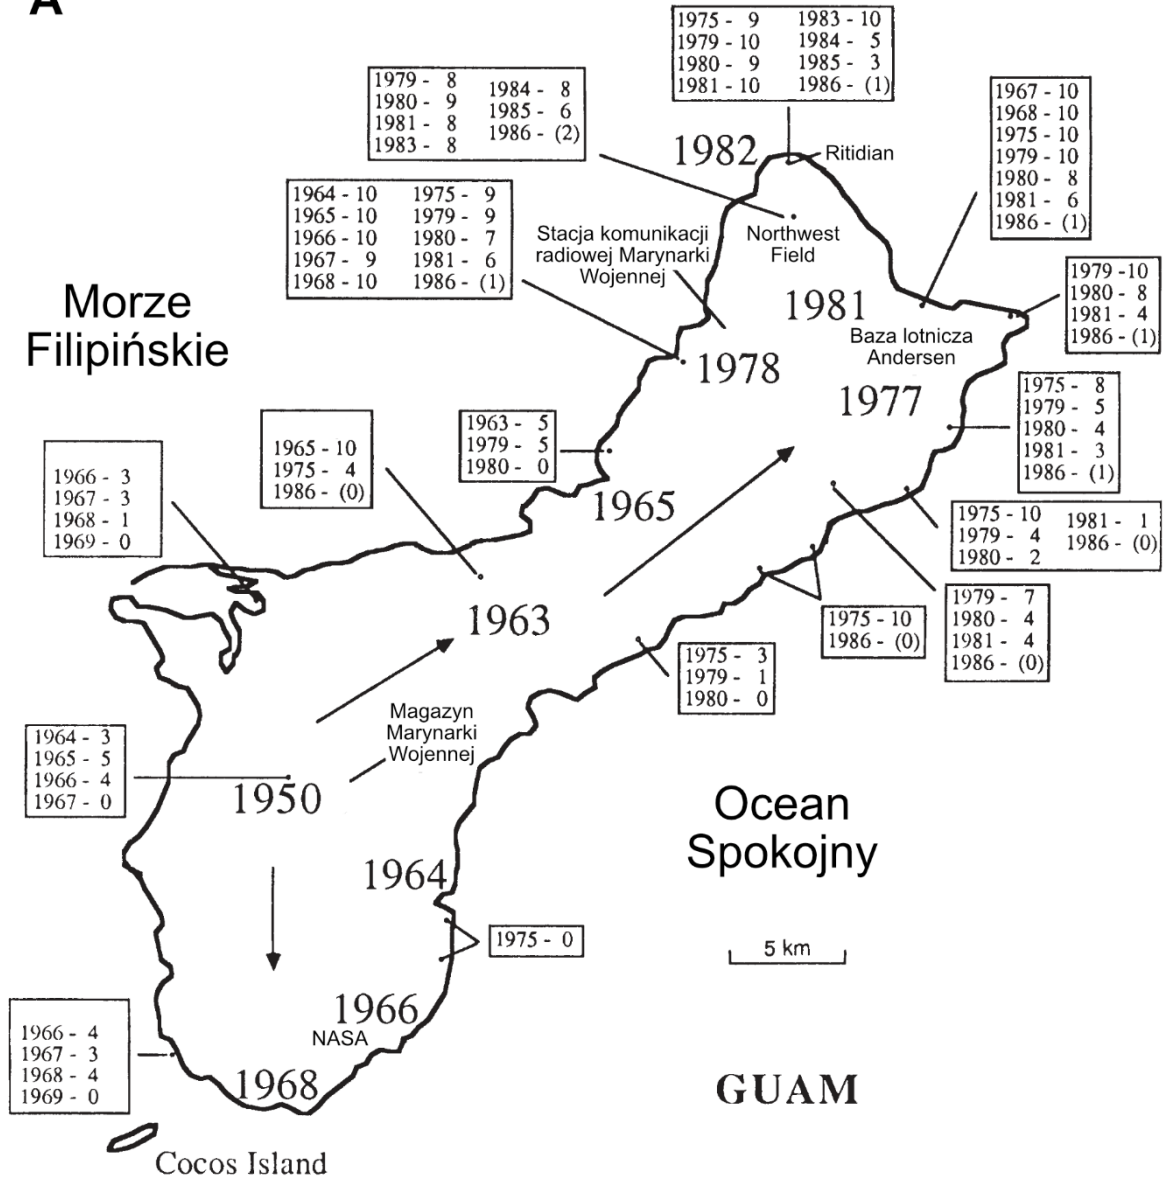 A
1975 - 9 1983 - 10
1979 - 10 1984 - 5
1980 - 9 1985 - 3
1981 - 10 1986 - (1)
1979 - 8 1984 - 8
1980 - 9 1985 - 6
1981 - 8 1986 - (2)
1983 - 8
1967 - 10
1968 - 10
1975 - 10
1979 - 10
1980 - 8
1981 - 6
1986 - (1)
1982
Ritidian
1964 - 10 1975 - 9
1965 - 10 1979 - 9
1966 - 10 1980 - 7
1967 - 9 1981 - 6
1968 - 10 1986 - (1)
Stacja komunikacji
radiowej Marynarki
Wojennej
Northwest
Field
1979 - 10
1980 - 8
1981 - 4
1986 - (1)
Morze
Filipińskie
1981
Baza lotnicza
Andersen
1978
1977
1975 - 8
1979 - 5
1980 - 4
1981 - 3
1986 - (1)
1963 - 5
1979 - 5
1980 - 0
1965 - 10
1975 - 4
1986 - (0)
1966 - 3
1967 - 3
1968 - 1
1969 - 0
1965
1975 - 10 1981 - 1
1979 - 4 1986 - (0)
1980 - 2
1963
1979 - 7
1980 - 4
1981 - 4
1986 - (0)
1975 - 10
1986 - (0)
1975 - 3
1979 - 1
1980 - 0
Magazyn
Marynarki
Wojennej
1964 - 3
1965 - 5
1966 - 4
1967 - 0
1950
Ocean
Spokojny
1964
1975 - 0
5 km
1966
NASA
1966 - 4
1967 - 3
1968 - 4
1969 - 0
1968
GUAM
Cocos Island